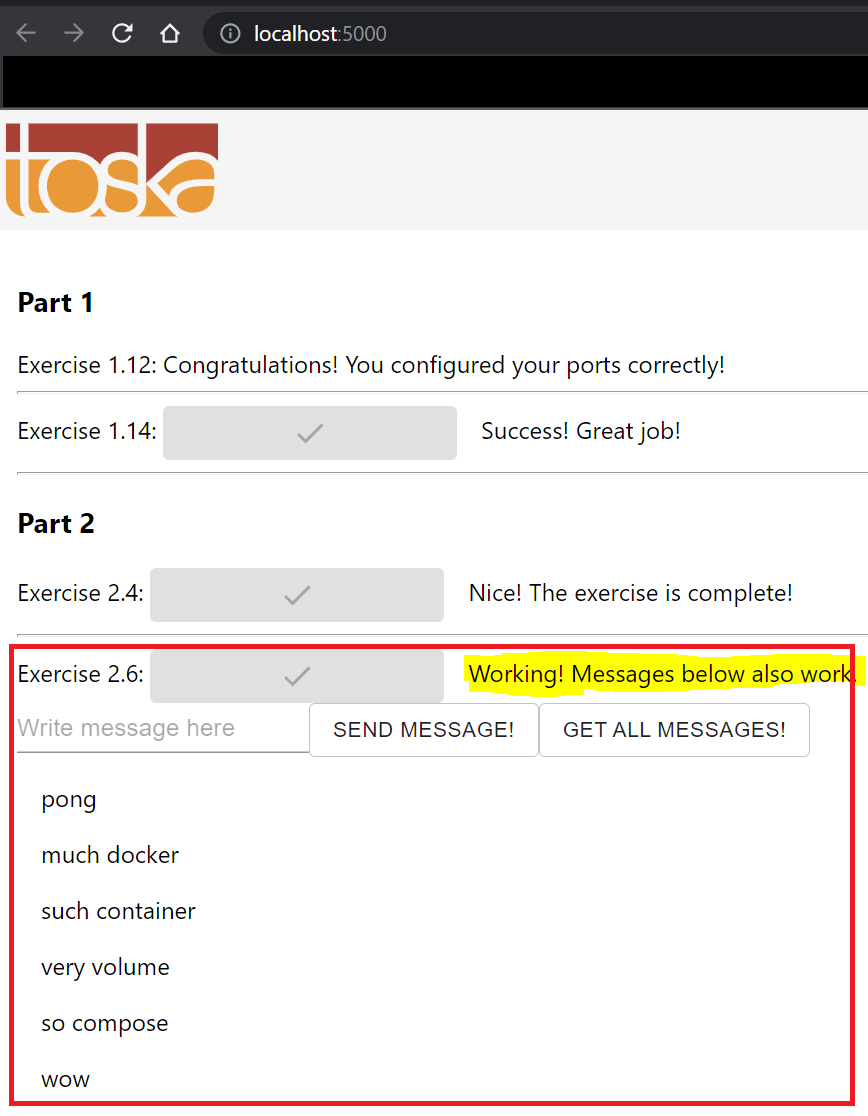 localhost:5000
toska
Part 1
Exercise 1.12: Congratulations! You configured your ports correctly!
Exercise 1.14: Success! Great job!
Part 2
Exercise 2.4: Nice! The exercise is complete!
Exercise 2.6: Working! Messages below also work.
Write message here SEND MESSAGE! GET ALL MESSAGES!
pong
much docker
such container
very volume
so compose
wow